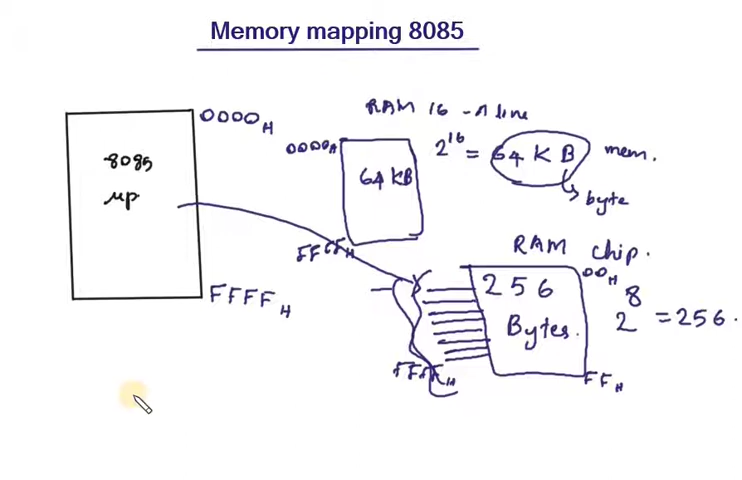 Memory mapping 8085
0000H
8085
μp
FFFFH
RAM 16 -A line
0000H
64 KB
FFFFH
2^16 = 64 K B mem.
byte
RAM chip.
00H
256
Bytes.
FFH
2^8 = 256.
FFFFH